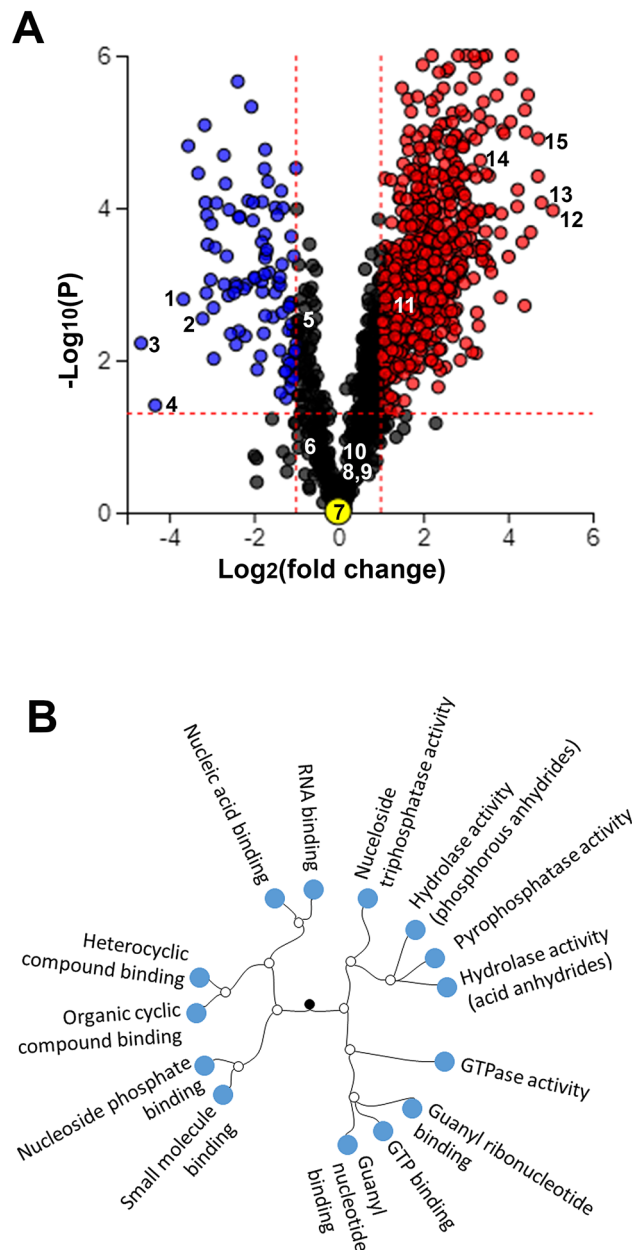 A
6
4
2
0
-Log10(P)
-4
-2
0
2
4
6
Log2(fold change)
1
2
3
4
5
6
7
8,9
10
11
12
13
14
15
B
Nucleic acid binding
RNA binding
Nuceloside
triphosphatase activity
Hydrolase activity
(phosphorous anhydrides)
Pyrophosphatase activity
Hydrolase activity
(acid anhydrides)
GTPase activity
Guanyl ribonucleotide
binding
GTP binding
Guanyl
nucleotide
binding
Small molecule
binding
Nucleoside phosphate
binding
Organic cyclic
compound binding
Heterocyclic
compound binding